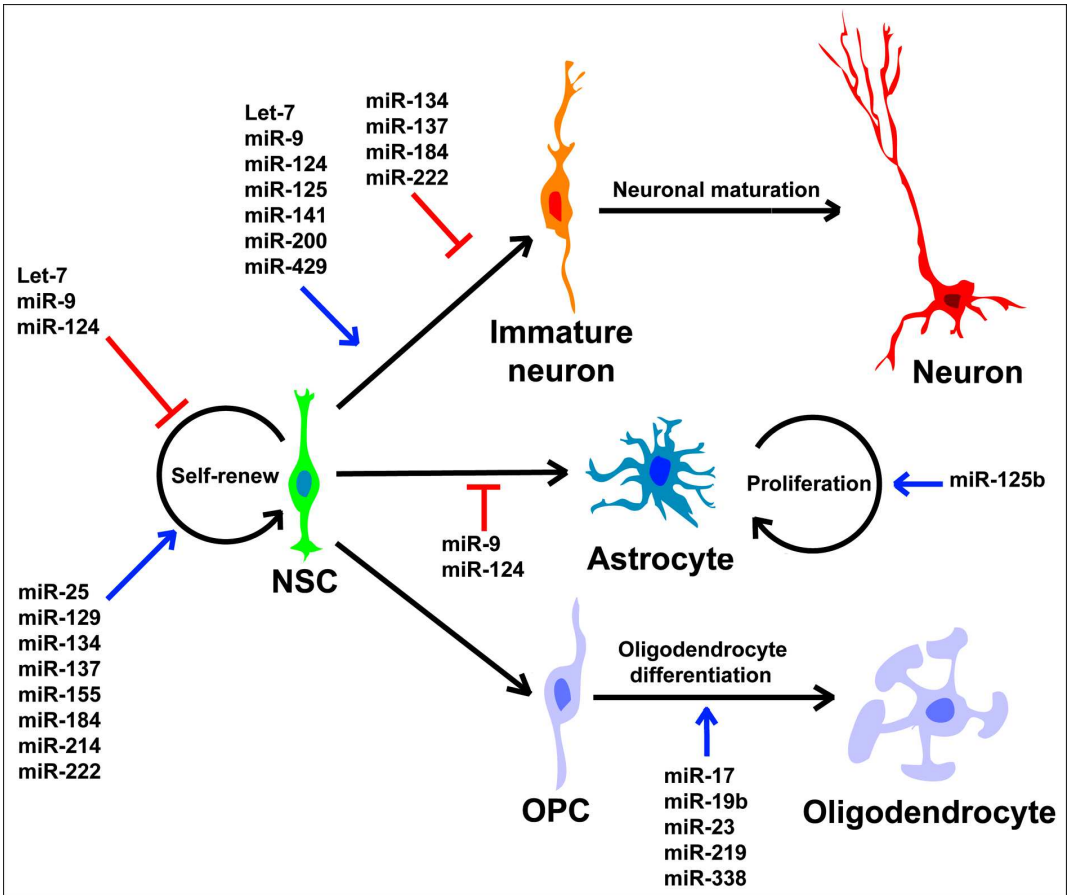 Let-7
miR-9
miR-124
miR-125
miR-141
miR-200
miR-429
miR-134
miR-137
miR-184
miR-222
Neuronal maturation
Let-7
miR-9
miR-124
Immature
neuron
Neuron
Self-renew
NSC
miR-9
miR-124
Astrocyte
Proliferation
miR-125b
miR-25
miR-129
miR-134
miR-137
miR-155
miR-184
miR-214
miR-222
OPC
Oligodendrocyte
differentiation
miR-17
miR-19b
miR-23
miR-219
miR-338
Oligodendrocyte